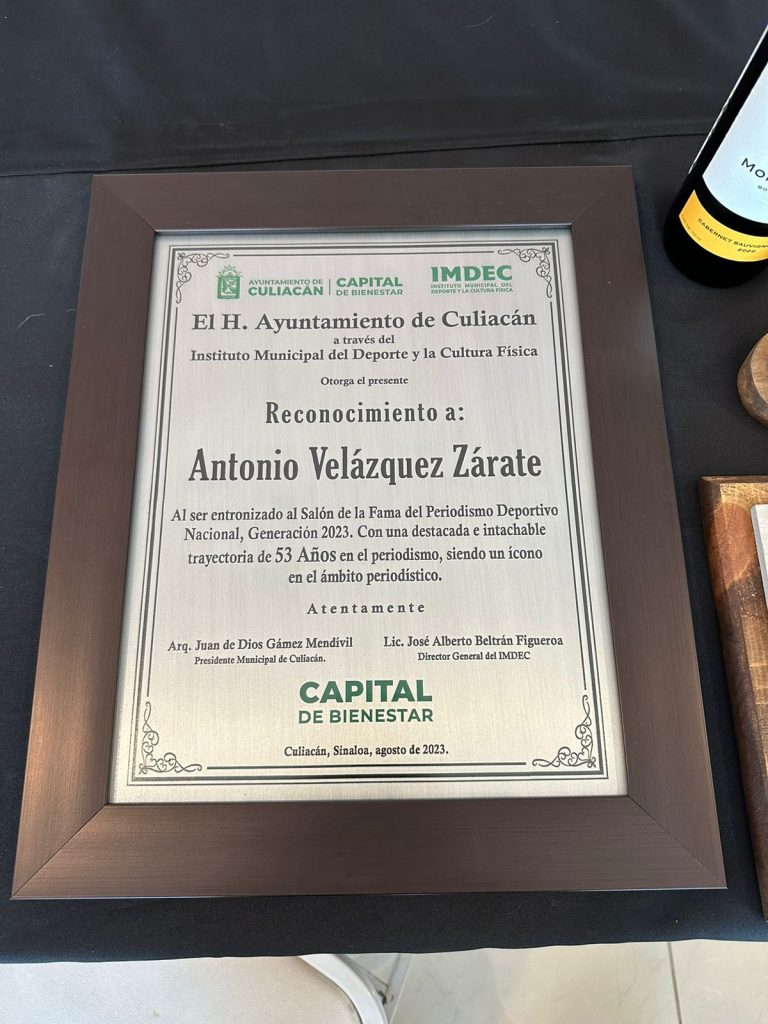 AYUNTAMIENTO DE
CULIACÁN
CAPITAL
DE BIENESTAR
IMDEC
INSTITUTO MUNICIPAL DEL
DEPORTE Y LA CULTURA FÍSICA
El H. Ayuntamiento de Culiacán
a través del
Instituto Municipal del Deporte y la Cultura Física
Otorga el presente
Reconocimiento a:
Antonio Velázquez Zárate
Al ser entronizado al Salón de la Fama del Periodismo Deportivo
Nacional, Generación 2023. Con una destacada e intachable
trayectoria de 53 Años en el periodismo, siendo un ícono
en el ámbito periodístico.
Atentamente
Arq. Juan de Dios Gámez Mendívil
Presidente Municipal de Culiacán.
Lic. José Alberto Beltrán Figueroa
Director General del IMDEC
CAPITAL
DE BIENESTAR
Culiacán, Sinaloa, agosto de 2023.
CABERNET SAUVIGNON
2020